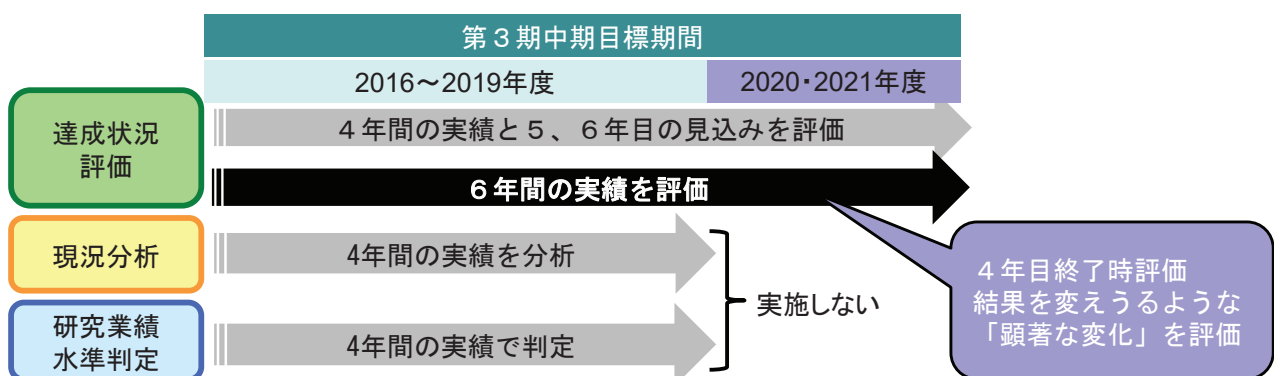 第３期中期目標期間
2016～2019年度
2020・2021年度
達成状況
評価
４年間の実績と５、６年目の見込みを評価
６年間の実績を評価
現況分析
4年間の実績を分析
研究業績
水準判定
4年間の実績で判定
実施しない
４年目終了時評価
結果を変えうるような
「顕著な変化」を評価